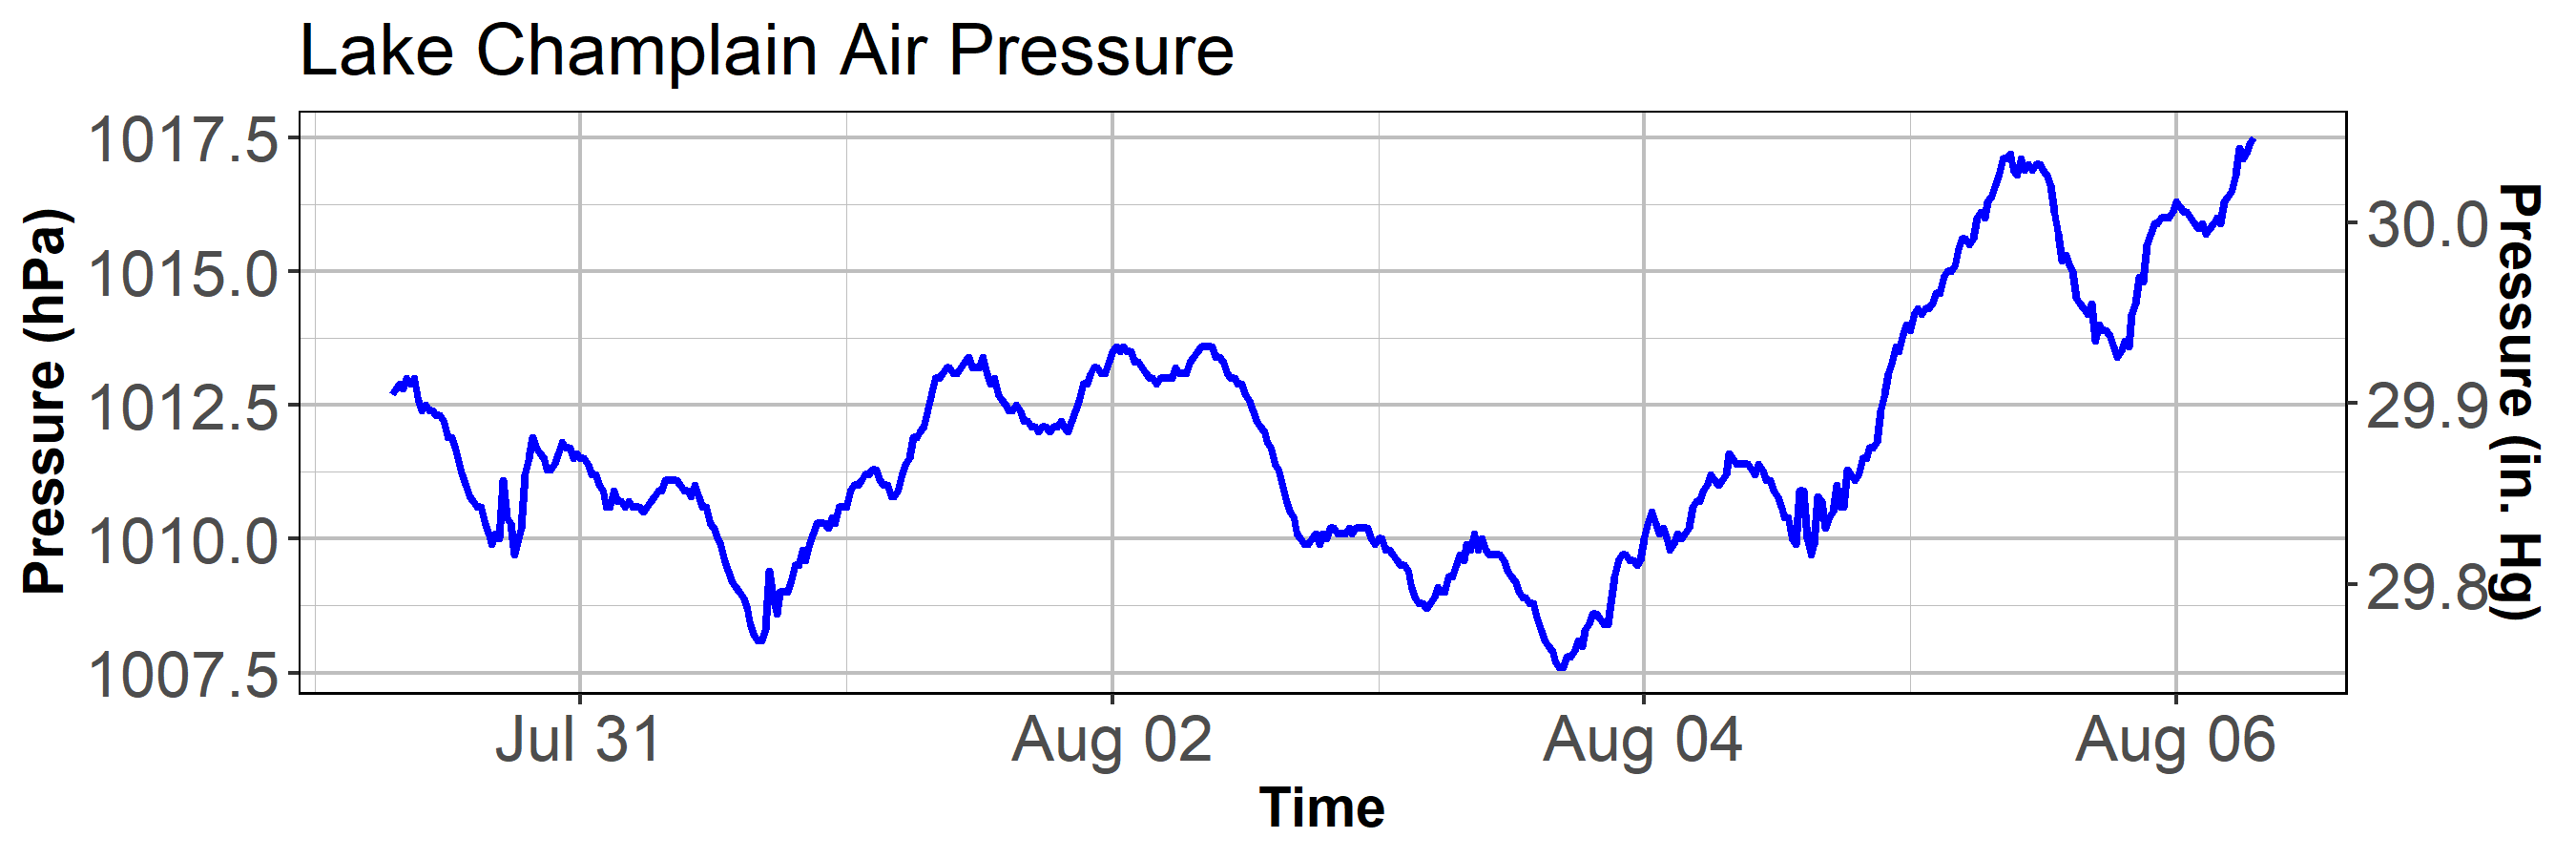 Lake Champlain Air Pressure
Pressure (hPa)
1017.5
1015.0
1012.5
1010.0
1007.5
30.0
29.9
29.8
Pressure (in. Hg)
Jul 31 Aug 02 Aug 04 Aug 06
Time